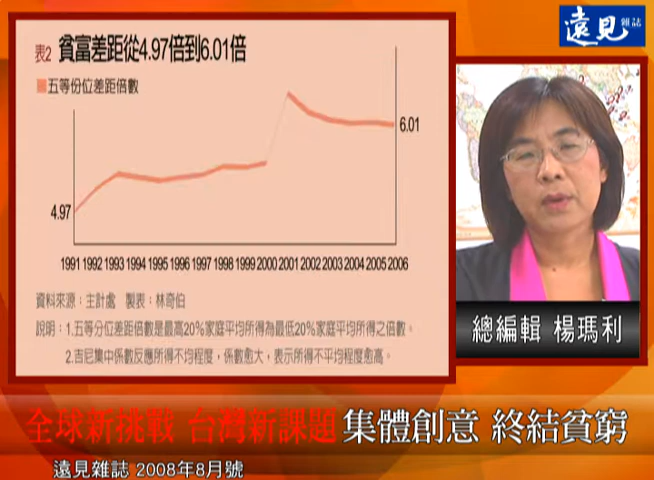 遠見雜誌
表2 貧富差距從4.97倍到6.01倍
五等份位差距倍數
6.01
4.97
1991 1992 1993 1994 1995 1996 1997 1998 1999 2000 2001 2002 2003 2004 2005 2006
資料來源：主計處 製表：林奇伯
說明：1.五等分位差距倍數是最高20%家庭平均所得為最低20%家庭平均所得之倍數。
2.吉尼集中係數反應所得不均程度，係數愈大，表示所得不平均程度愈高。
總編輯 楊瑪利
全球新挑戰 台灣新課題 集體創意 終結貧窮
遠見雜誌 2008年8月號